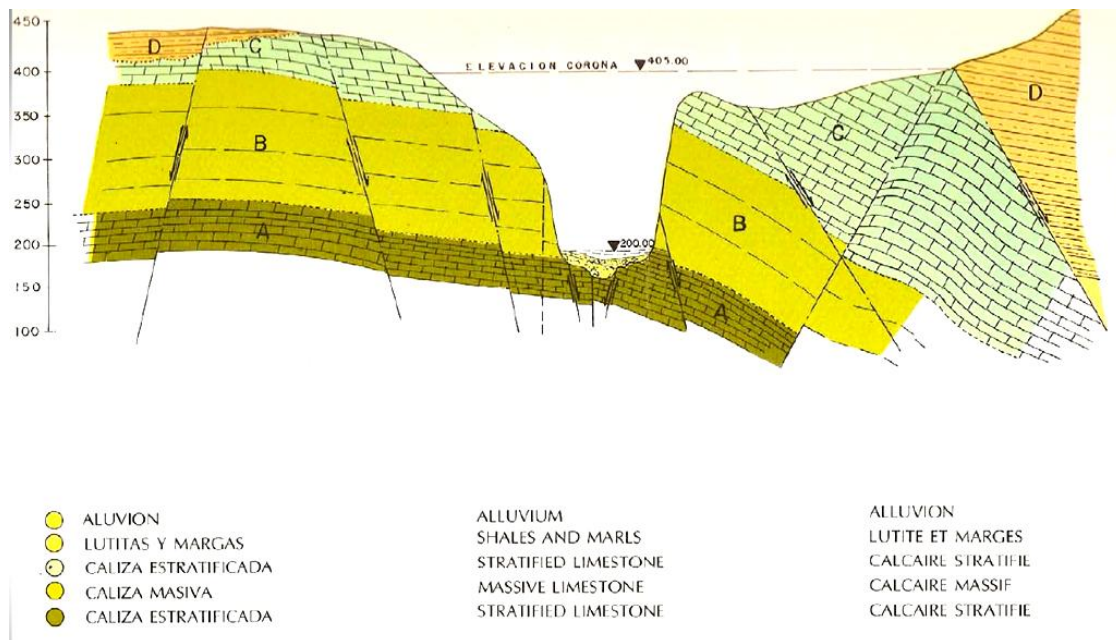 450
400
350
300
250
200
150
100
D
C
ELEVACION CORONA ▼405.00
D
C
B
B
▼200.00
A
A
ALUVION
LUTITAS Y MARGAS
CALIZA ESTRATIFICADA
CALIZA MASIVA
CALIZA ESTRATIFICADA
ALLUVIUM
SHALES AND MARLS
STRATIFIED LIMESTONE
MASSIVE LIMESTONE
STRATIFIED LIMESTONE
ALLUVION
LUTITE ET MARGES
CALCAIRE STRATIFIE
CALCAIRE MASSIF
CALCAIRE STRATIFIE